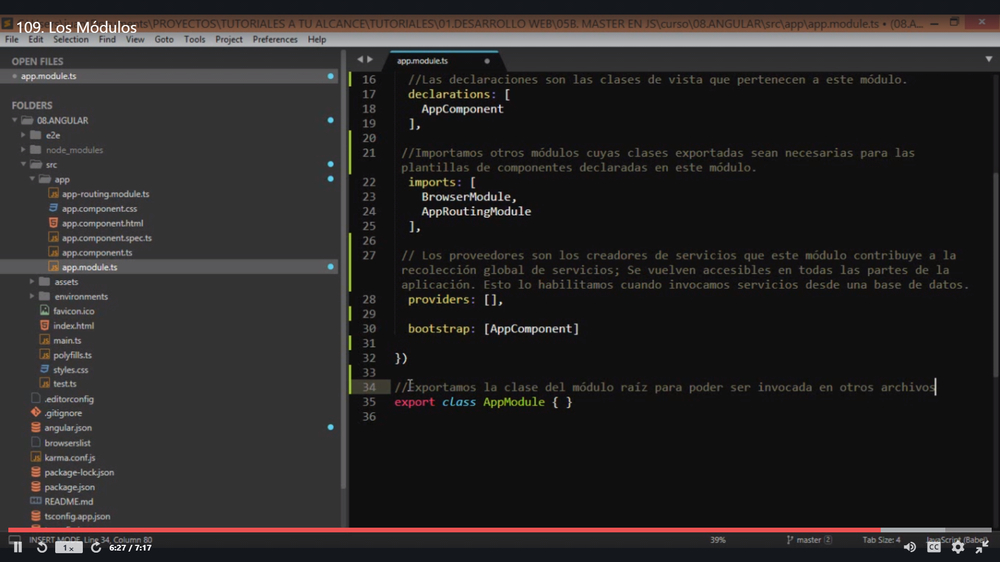 109. Los Módulos
\PROYECTOS\TUTORIALES A TU ALCANCE\TUTORIALES\01.DESARROLLO WEB\05B. MASTER EN JS\curso\08.ANGULAR\src\app\app.module.ts • (08.A...
File Edit Selection Find View Goto Tools Project Preferences Help
OPEN FILES
app.module.ts
FOLDERS
08.ANGULAR
e2e
node_modules
src
app
app-routing.module.ts
app.component.css
app.component.html
app.component.spec.ts
app.component.ts
app.module.ts
assets
environments
favicon.ico
index.html
main.ts
polyfills.ts
styles.css
test.ts
.editorconfig
.gitignore
angular.json
browserslist
karma.conf.js
package-lock.json
package.json
README.md
tsconfig.app.json
app.module.ts
16 //Las declaraciones son las clases de vista que pertenecen a este módulo.
17 declarations: [
18 AppComponent
19 ],
20
21 //Importamos otros módulos cuyas clases exportadas sean necesarias para las
plantillas de componentes declaradas en este módulo.
22 imports: [
23 BrowserModule,
24 AppRoutingModule
25 ],
26
27 // Los proveedores son los creadores de servicios que este módulo contribuye a la
recolección global de servicios; Se vuelven accesibles en todas las partes de la
aplicación. Esto lo habilitamos cuando invocamos servicios desde una base de datos.
28 providers: [],
29
30 bootstrap: [AppComponent]
31
32 })
33
34 //Exportamos la clase del módulo raíz para poder ser invocada en otros archivos
35 export class AppModule { }
36
INSERT MODE, Line 34, Column 80
39%
master 2
Tab Size: 4
JavaScript (Babel)
1 x
6:27 / 7:17
CC